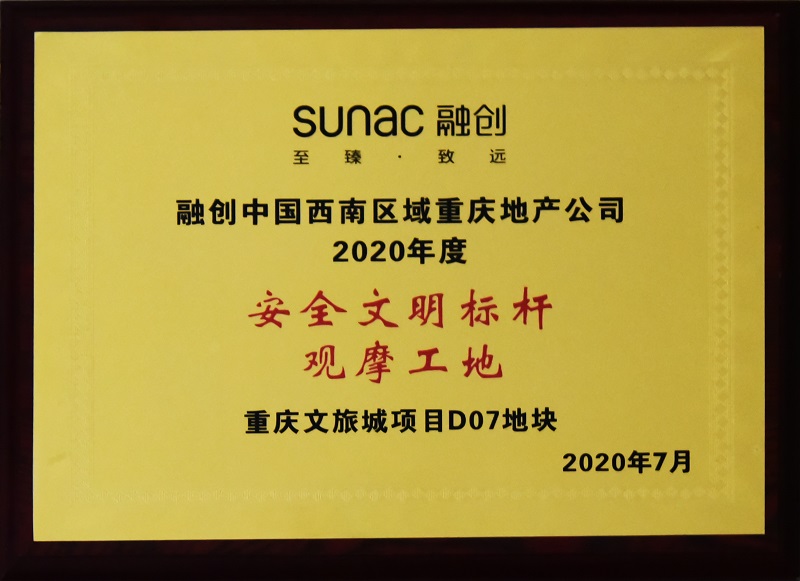 sunac 融创
至臻·致远
融创中国西南区域重庆地产公司
2020年度
安全文明标杆
观摩工地
重庆文旅城项目D07地块
2020年7月